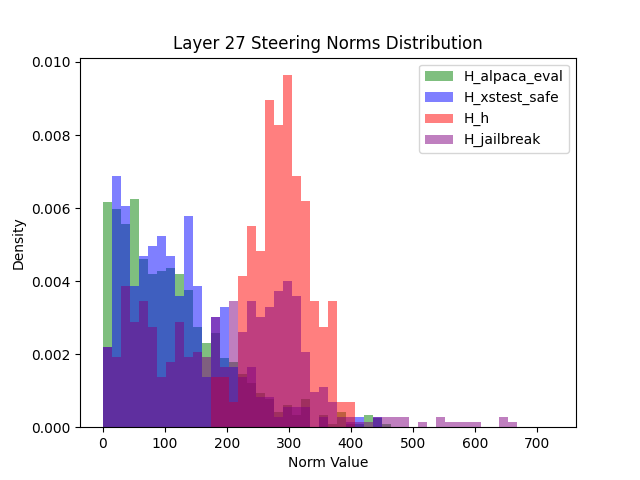 Layer 27 Steering Norms Distribution
H_alpaca_eval
H_xstest_safe
H_h
H_jailbreak
0.010
0.008
0.006
0.004
0.002
0.000
Density
0 100 200 300 400 500 600 700
Norm Value